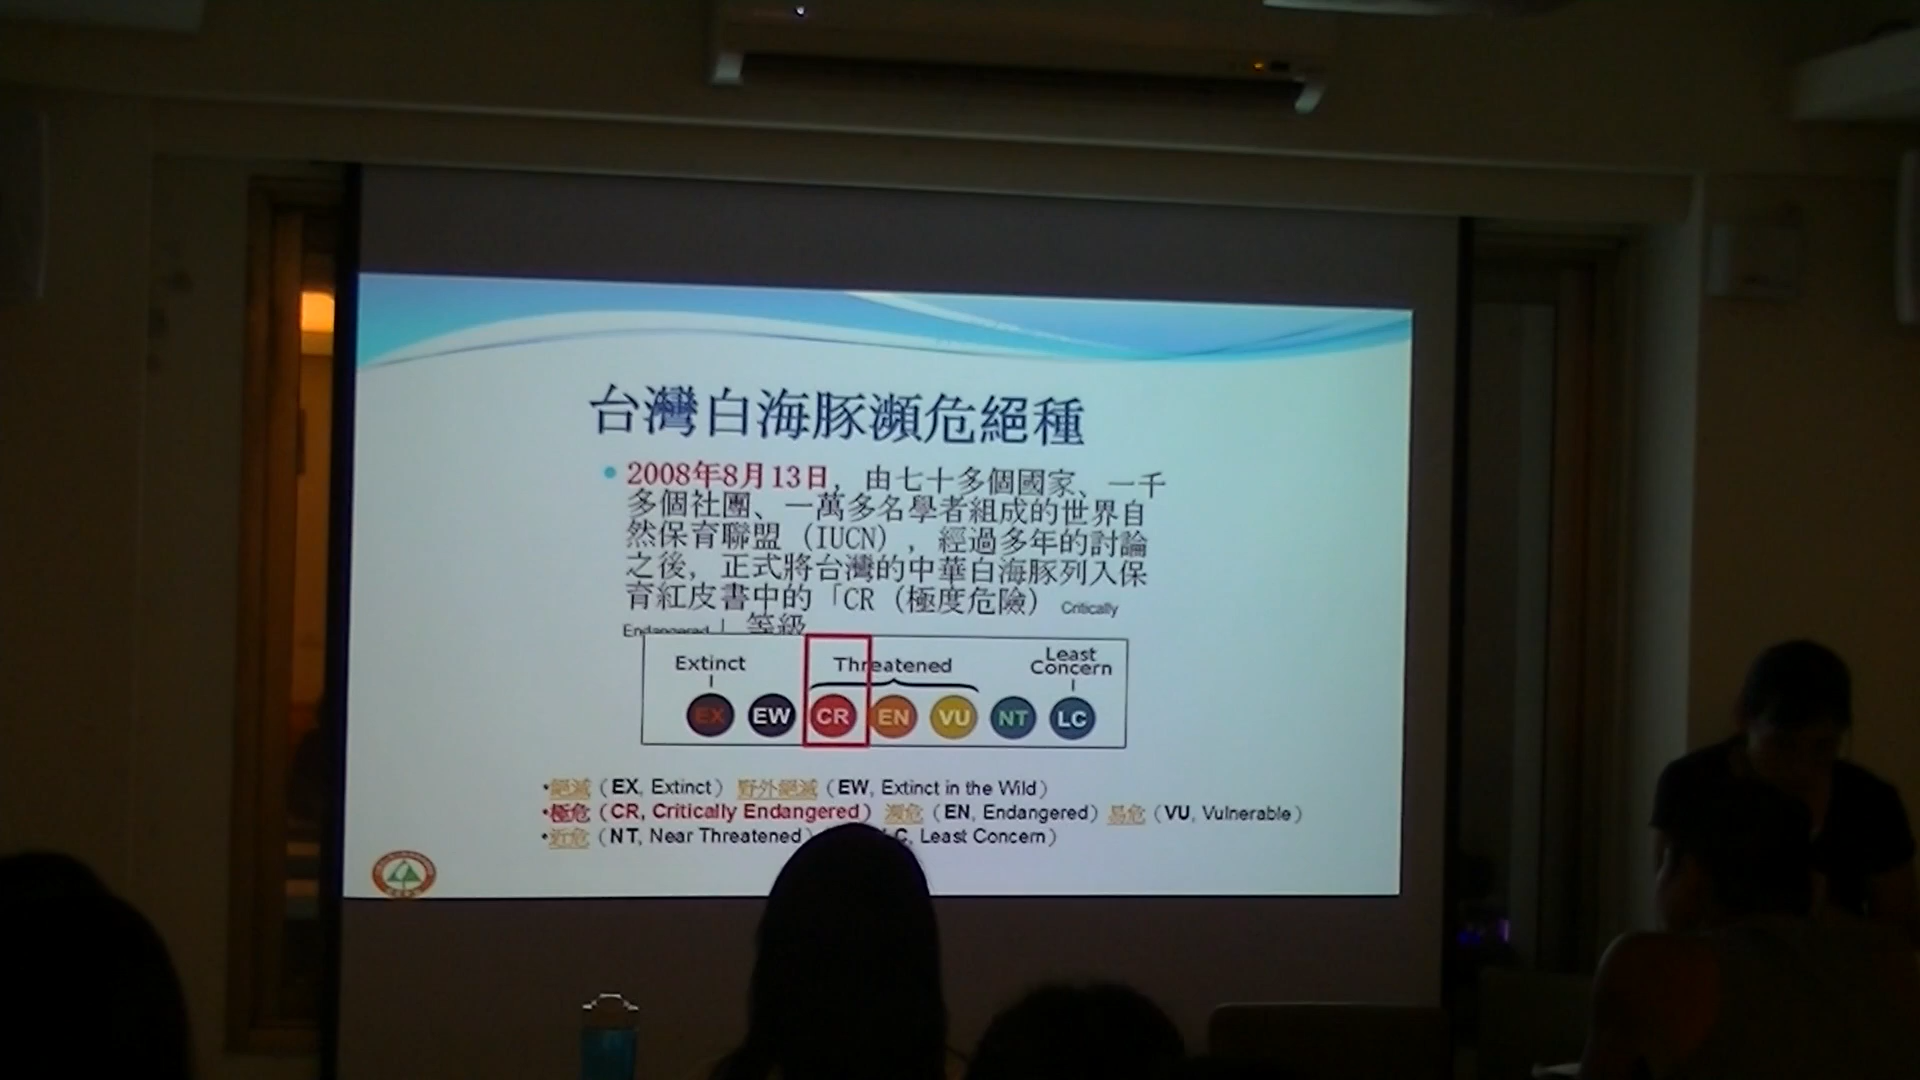 台灣白海豚瀕危絕種
• 2008年8月13日，由七十多個國家、一千
多個社團、一萬多名學者組成的世界自
然保育聯盟（IUCN），經過多年的討論
之後，正式將台灣的中華白海豚列入保
育紅皮書中的「CR（極度危險） Critically
Endangered」等級
Extinct Threatened Least
Concern
EX EW CR EN VU NT LC
•絕滅（EX, Extinct）野外絕滅（EW, Extinct in the Wild）
•極危（CR, Critically Endangered）瀕危（EN, Endangered）易危（VU, Vulnerable）
•近危（NT, Near Threatened） C, Least Concern）